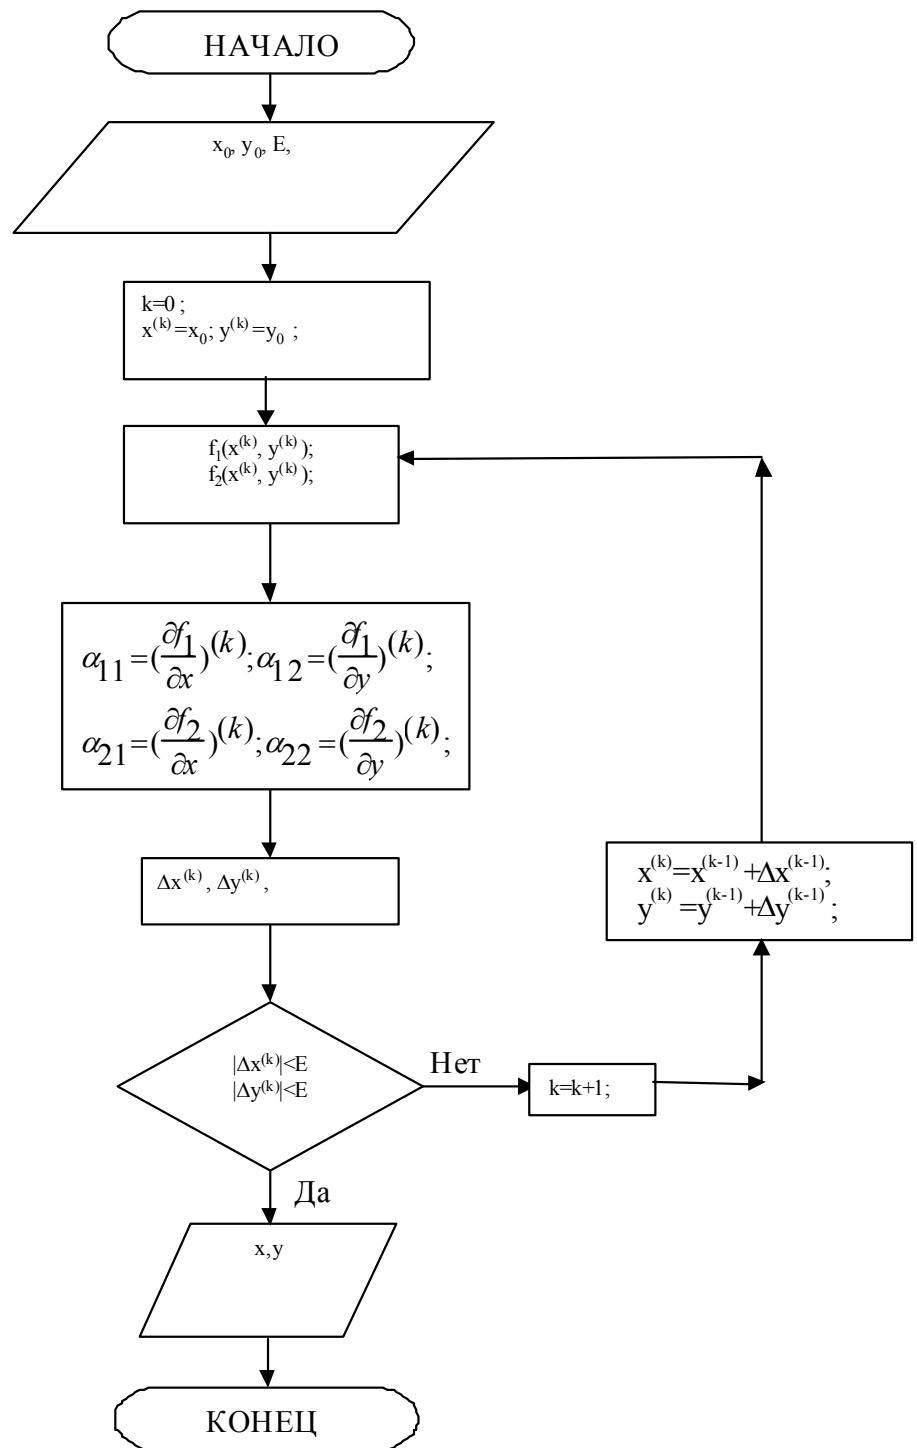 НАЧАЛО
x₀, y₀, E,
k=0 ;
x⁽ᵏ⁾=x₀; y⁽ᵏ⁾=y₀ ;
f₁(x⁽ᵏ⁾, y⁽ᵏ⁾);
f₂(x⁽ᵏ⁾, y⁽ᵏ⁾);
α₁₁=(∂f₁/∂x)⁽ᵏ⁾;α₁₂=(∂f₁/∂y)⁽ᵏ⁾;
α₂₁=(∂f₂/∂x)⁽ᵏ⁾;α₂₂=(∂f₂/∂y)⁽ᵏ⁾;
Δx⁽ᵏ⁾, Δy⁽ᵏ⁾,
|Δx⁽ᵏ⁾|<E
|Δy⁽ᵏ⁾|<E
Нет
k=k+1;
x⁽ᵏ⁾=x⁽ᵏ⁻¹⁾+Δx⁽ᵏ⁻¹⁾;
y⁽ᵏ⁾=y⁽ᵏ⁻¹⁾+Δy⁽ᵏ⁻¹⁾;
Да
x,y
КОНЕЦ